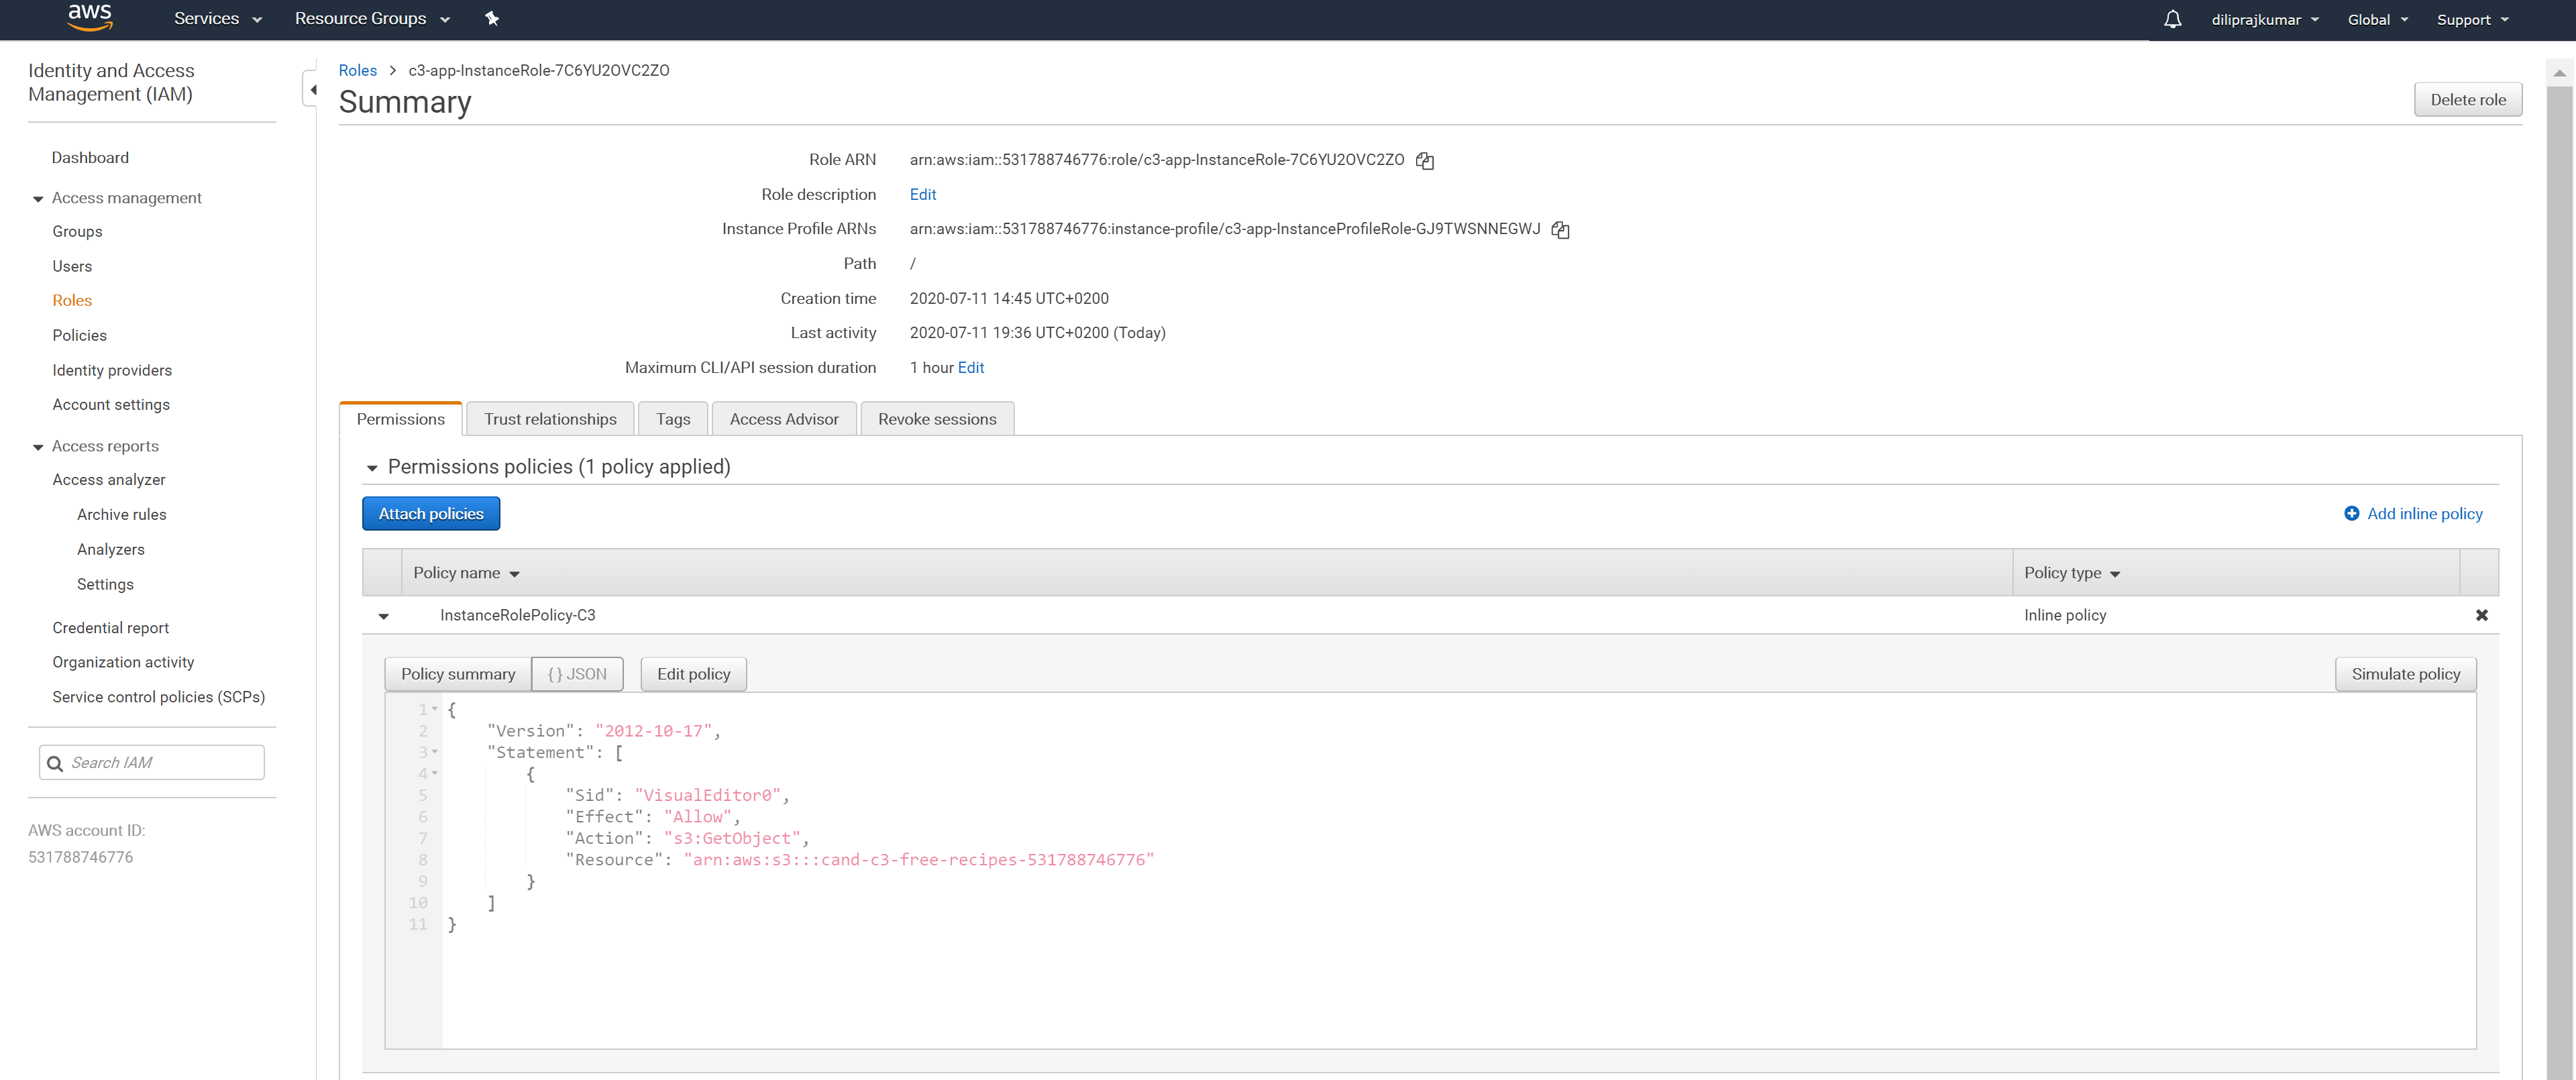 aws Services Resource Groups diliprajkumar Global Support
Identity and Access
Management (IAM)
Dashboard
Access management
Groups
Users
Roles
Policies
Identity providers
Account settings
Access reports
Access analyzer
Archive rules
Analyzers
Settings
Credential report
Organization activity
Service control policies (SCPs)
Search IAM
AWS account ID:
531788746776
Roles > c3-app-InstanceRole-7C6YU2OVC2ZO
Summary
Delete role
Role ARN arn:aws:iam::531788746776:role/c3-app-InstanceRole-7C6YU2OVC2ZO
Role description Edit
Instance Profile ARNs arn:aws:iam::531788746776:instance-profile/c3-app-InstanceProfileRole-GJ9TWSNNEGWJ
Path /
Creation time 2020-07-11 14:45 UTC+0200
Last activity 2020-07-11 19:36 UTC+0200 (Today)
Maximum CLI/API session duration 1 hour Edit
Permissions Trust relationships Tags Access Advisor Revoke sessions
Permissions policies (1 policy applied)
Attach policies Add inline policy
Policy name Policy type
InstanceRolePolicy-C3 Inline policy
Policy summary {} JSON Edit policy Simulate policy
1 {
2 "Version": "2012-10-17",
3 "Statement": [
4 {
5 "Sid": "VisualEditor0",
6 "Effect": "Allow",
7 "Action": "s3:GetObject",
8 "Resource": "arn:aws:s3:::cand-c3-free-recipes-531788746776"
9 }
10 ]
11 }